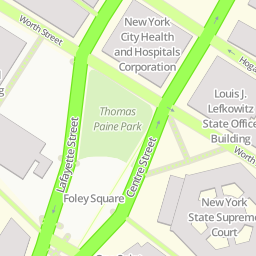 Worth Street
New York
City Health
and Hospitals
Corporation
Louis J.
Lefkowitz
State Office
Building
Thomas
Paine Park
Lafayette Street
Centre Street
Worth
Foley Square
New York
State Supreme
Court